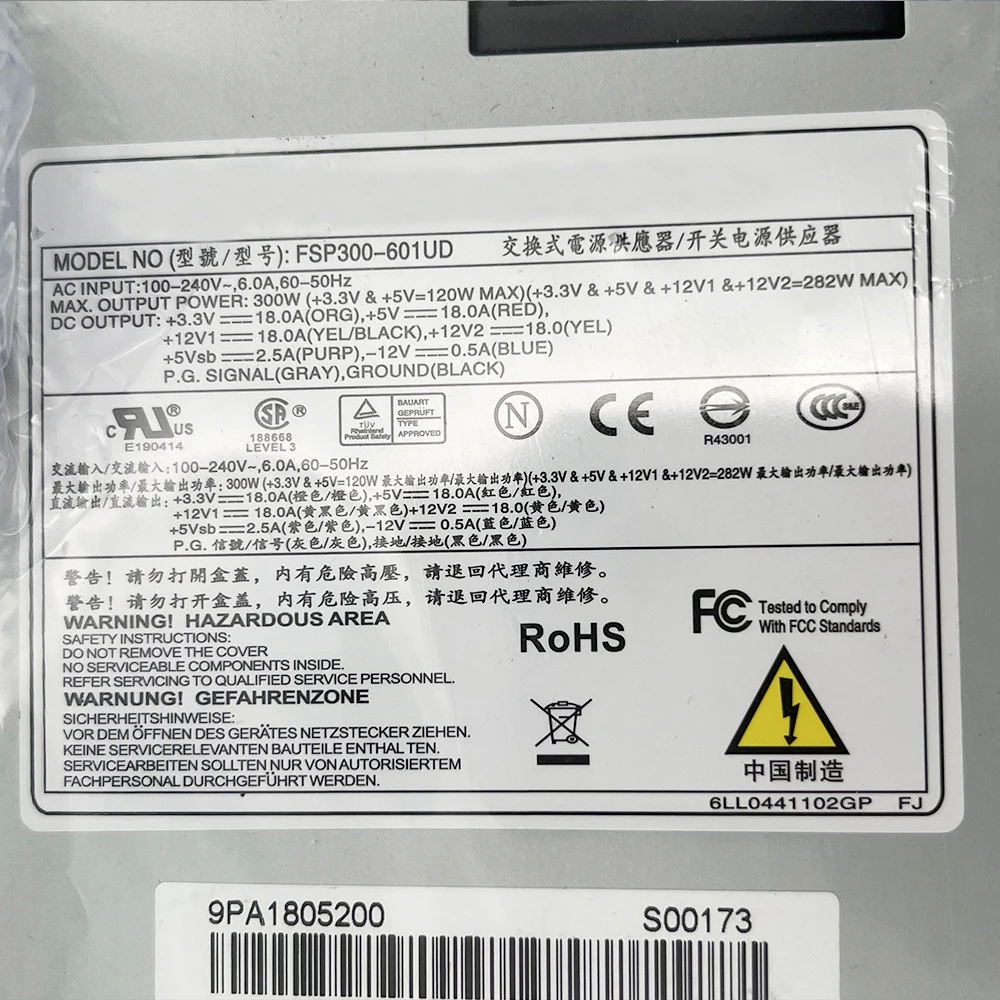 MODEL NO (型號/型号): FSP300-601UD 交換式電源供應器/开关电源供应器
AC INPUT:100-240V~,6.0A,60-50Hz
MAX. OUTPUT POWER: 300W (+3.3V & +5V=120W MAX)(+3.3V & +5V & +12V1 &+12V2=282W MAX)
DC OUTPUT: +3.3V⎓18.0A(ORG),+5V⎓18.0A(RED),
+12V1⎓18.0A(YEL/BLACK),+12V2⎓18.0(YEL)
+5Vsb⎓2.5A(PURP),-12V⎓0.5A(BLUE)
P.G. SIGNAL(GRAY),GROUND(BLACK)
c RU ® US
E190414
SA ®
188668
LEVEL 3
TÜV
Rheinland
Product Safety
BAUART
GEPRÜFT
TYPE
APPROVED
N
CE
R43001
CCC S&E
交流輸入/交流输入:100-240V~,6.0A,60-50Hz
最大輸出功率/最大输出功率: 300W (+3.3V & +5V=120W 最大輸出功率/最大输出功率)(+3.3V & +5V & +12V1 &+12V2=282W 最大輸出功率/最大输出功率)
直流輸出/直流输出: +3.3V⎓18.0A(橙色/橙色),+5V⎓18.0A(紅色/红色),
+12V1⎓18.0A(黃黑色/黄黑色)+12V2⎓18.0(黃色/黄色)
+5Vsb⎓2.5A(紫色/紫色),-12V⎓0.5A(藍色/蓝色)
P.G. 信號/信号(灰色/灰色),接地/接地(黑色/黑色)
警告! 請勿打開盒蓋，內有危險高壓，請退回代理商維修。
警告! 请勿打开盒盖，内有危险高压，请退回代理商维修。
WARNING! HAZARDOUS AREA
SAFETY INSTRUCTIONS:
DO NOT REMOVE THE COVER
NO SERVICEABLE COMPONENTS INSIDE.
REFER SERVICING TO QUALIFIED SERVICE PERSONNEL.
WARNUNG! GEFAHRENZONE
SICHERHEITSHINWEISE:
VOR DEM ÖFFNEN DES GERÄTES NETZSTECKER ZIEHEN.
KEINE SERVICERELEVANTEN BAUTEILE ENTHALTEN.
SERVICEARBEITEN SOLLTEN NUR VON AUTORISIERTEM
FACHPERSONAL DURCHGEFÜHRT WERDEN.
RoHS
FC Tested to Comply
With FCC Standards
中国制造
6LL0441102GP FJ
9PA1805200 S00173